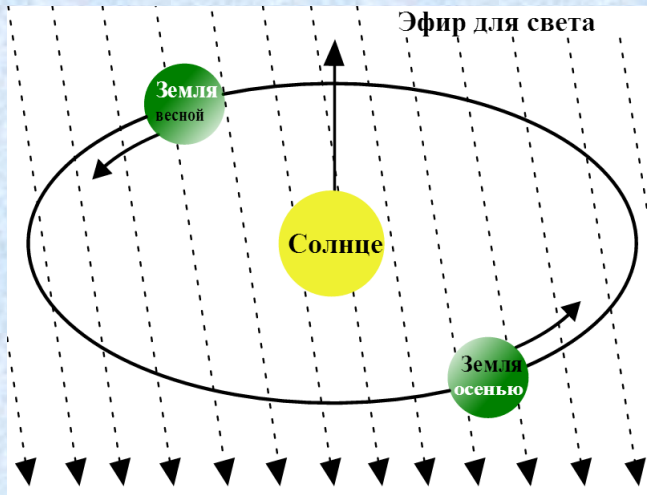 Эфир для света
Земля
весной
Солнце
Земля
осенью